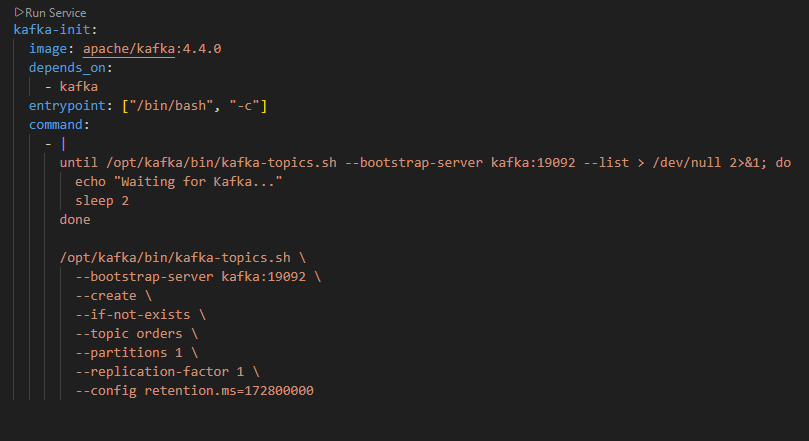 ▷Run Service
kafka-init:
  image: apache/kafka:4.4.0
  depends_on:
    - kafka
  entrypoint: ["/bin/bash", "-c"]
  command:
    - |
      until /opt/kafka/bin/kafka-topics.sh --bootstrap-server kafka:19092 --list > /dev/null 2>&1; do
        echo "Waiting for Kafka..."
        sleep 2
      done

      /opt/kafka/bin/kafka-topics.sh \
        --bootstrap-server kafka:19092 \
        --create \
        --if-not-exists \
        --topic orders \
        --partitions 1 \
        --replication-factor 1 \
        --config retention.ms=172800000